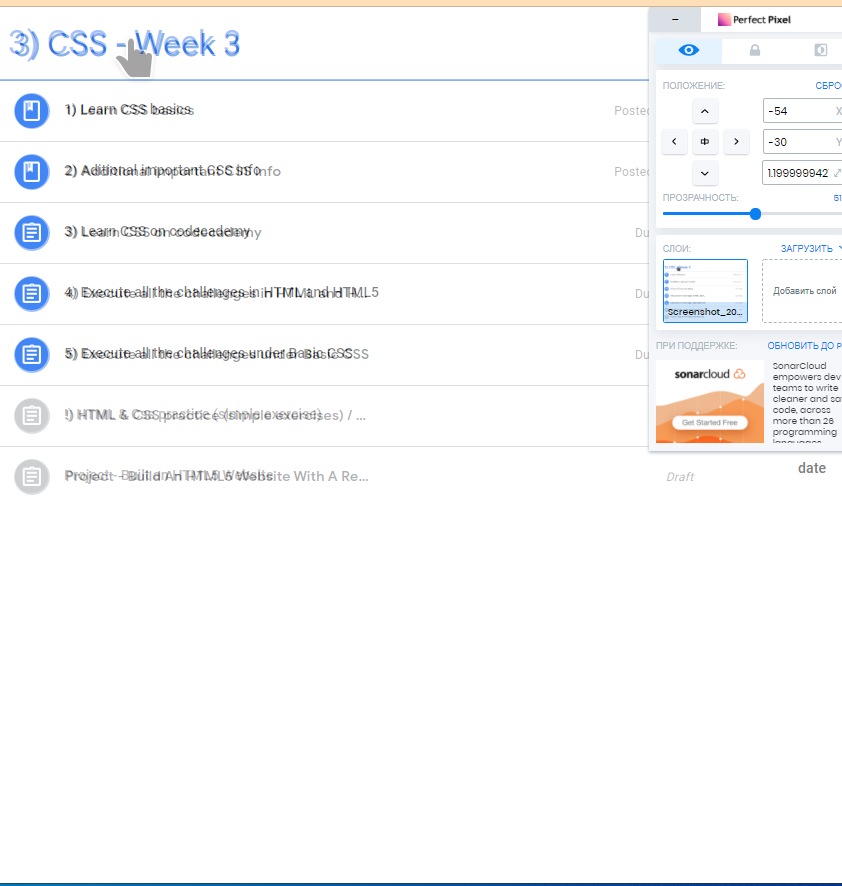 3) CSS - Week 3
– Perfect Pixel
ПОЛОЖЕНИЕ: СБРО
-54 X
-30 Y
1.199999942
ПРОЗРАЧНОСТЬ: 51
СЛОИ: ЗАГРУЗИТЬ
Screenshot_20...
Добавить слой
ПРИ ПОДДЕРЖКЕ: ОБНОВИТЬ ДО P
sonarcloud
Get Started Free
SonarCloud
empowers dev
teams to write
cleaner and sa
code, across
more than 26
programming
languages
1) Learn CSS basics Posted
2) Aditional important CSS Info Poste
3) Learn CSS on codecademy Du
4) Execute all the challenges in HTML and HTML5 Du
5) Execute all the challenges under Basic CSS Du
!) HTML & CSS practice (simple exercises) / ...
Project - Build An HTML5 Website With A Re... Draft
date